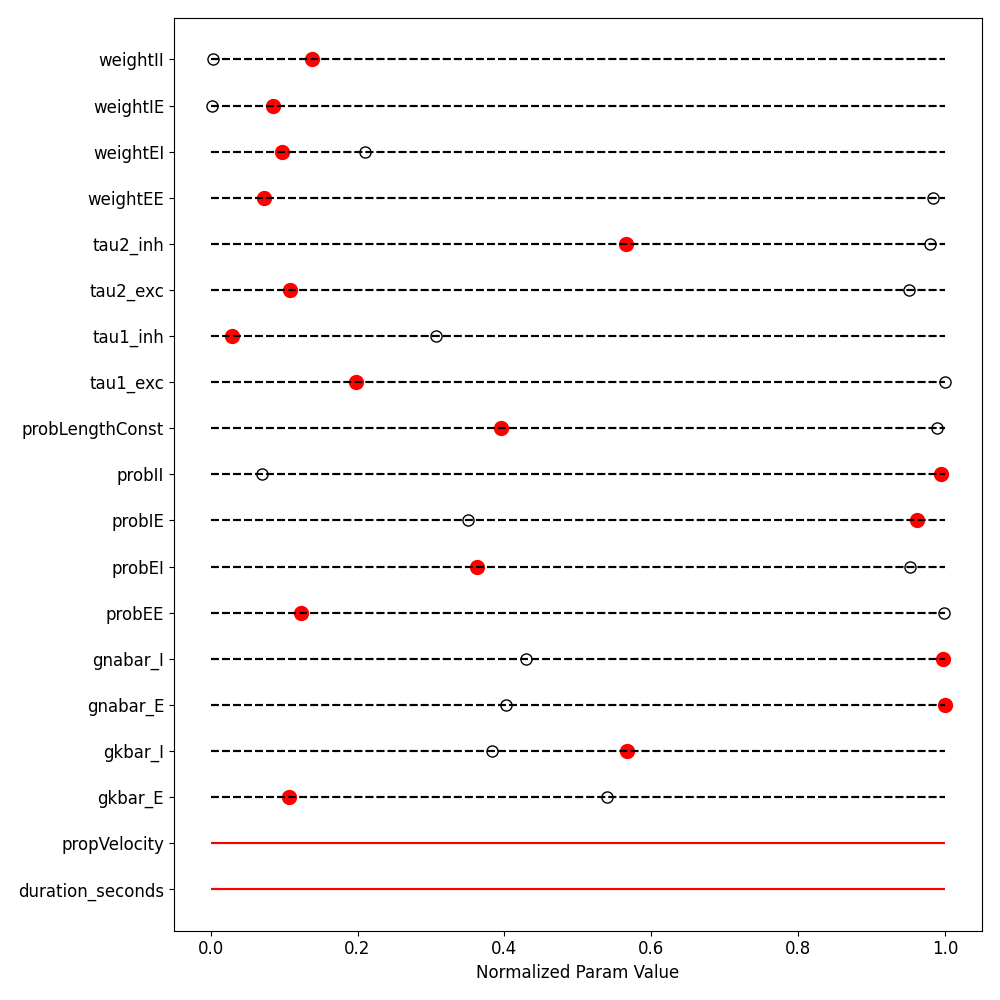 weightII
weightIE
weightEI
weightEE
tau2_inh
tau2_exc
tau1_inh
tau1_exc
probLengthConst
probII
probIE
probEI
probEE
gnabar_I
gnabar_E
gkbar_I
gkbar_E
propVelocity
duration_seconds
0.0 0.2 0.4 0.6 0.8 1.0
Normalized Param Value